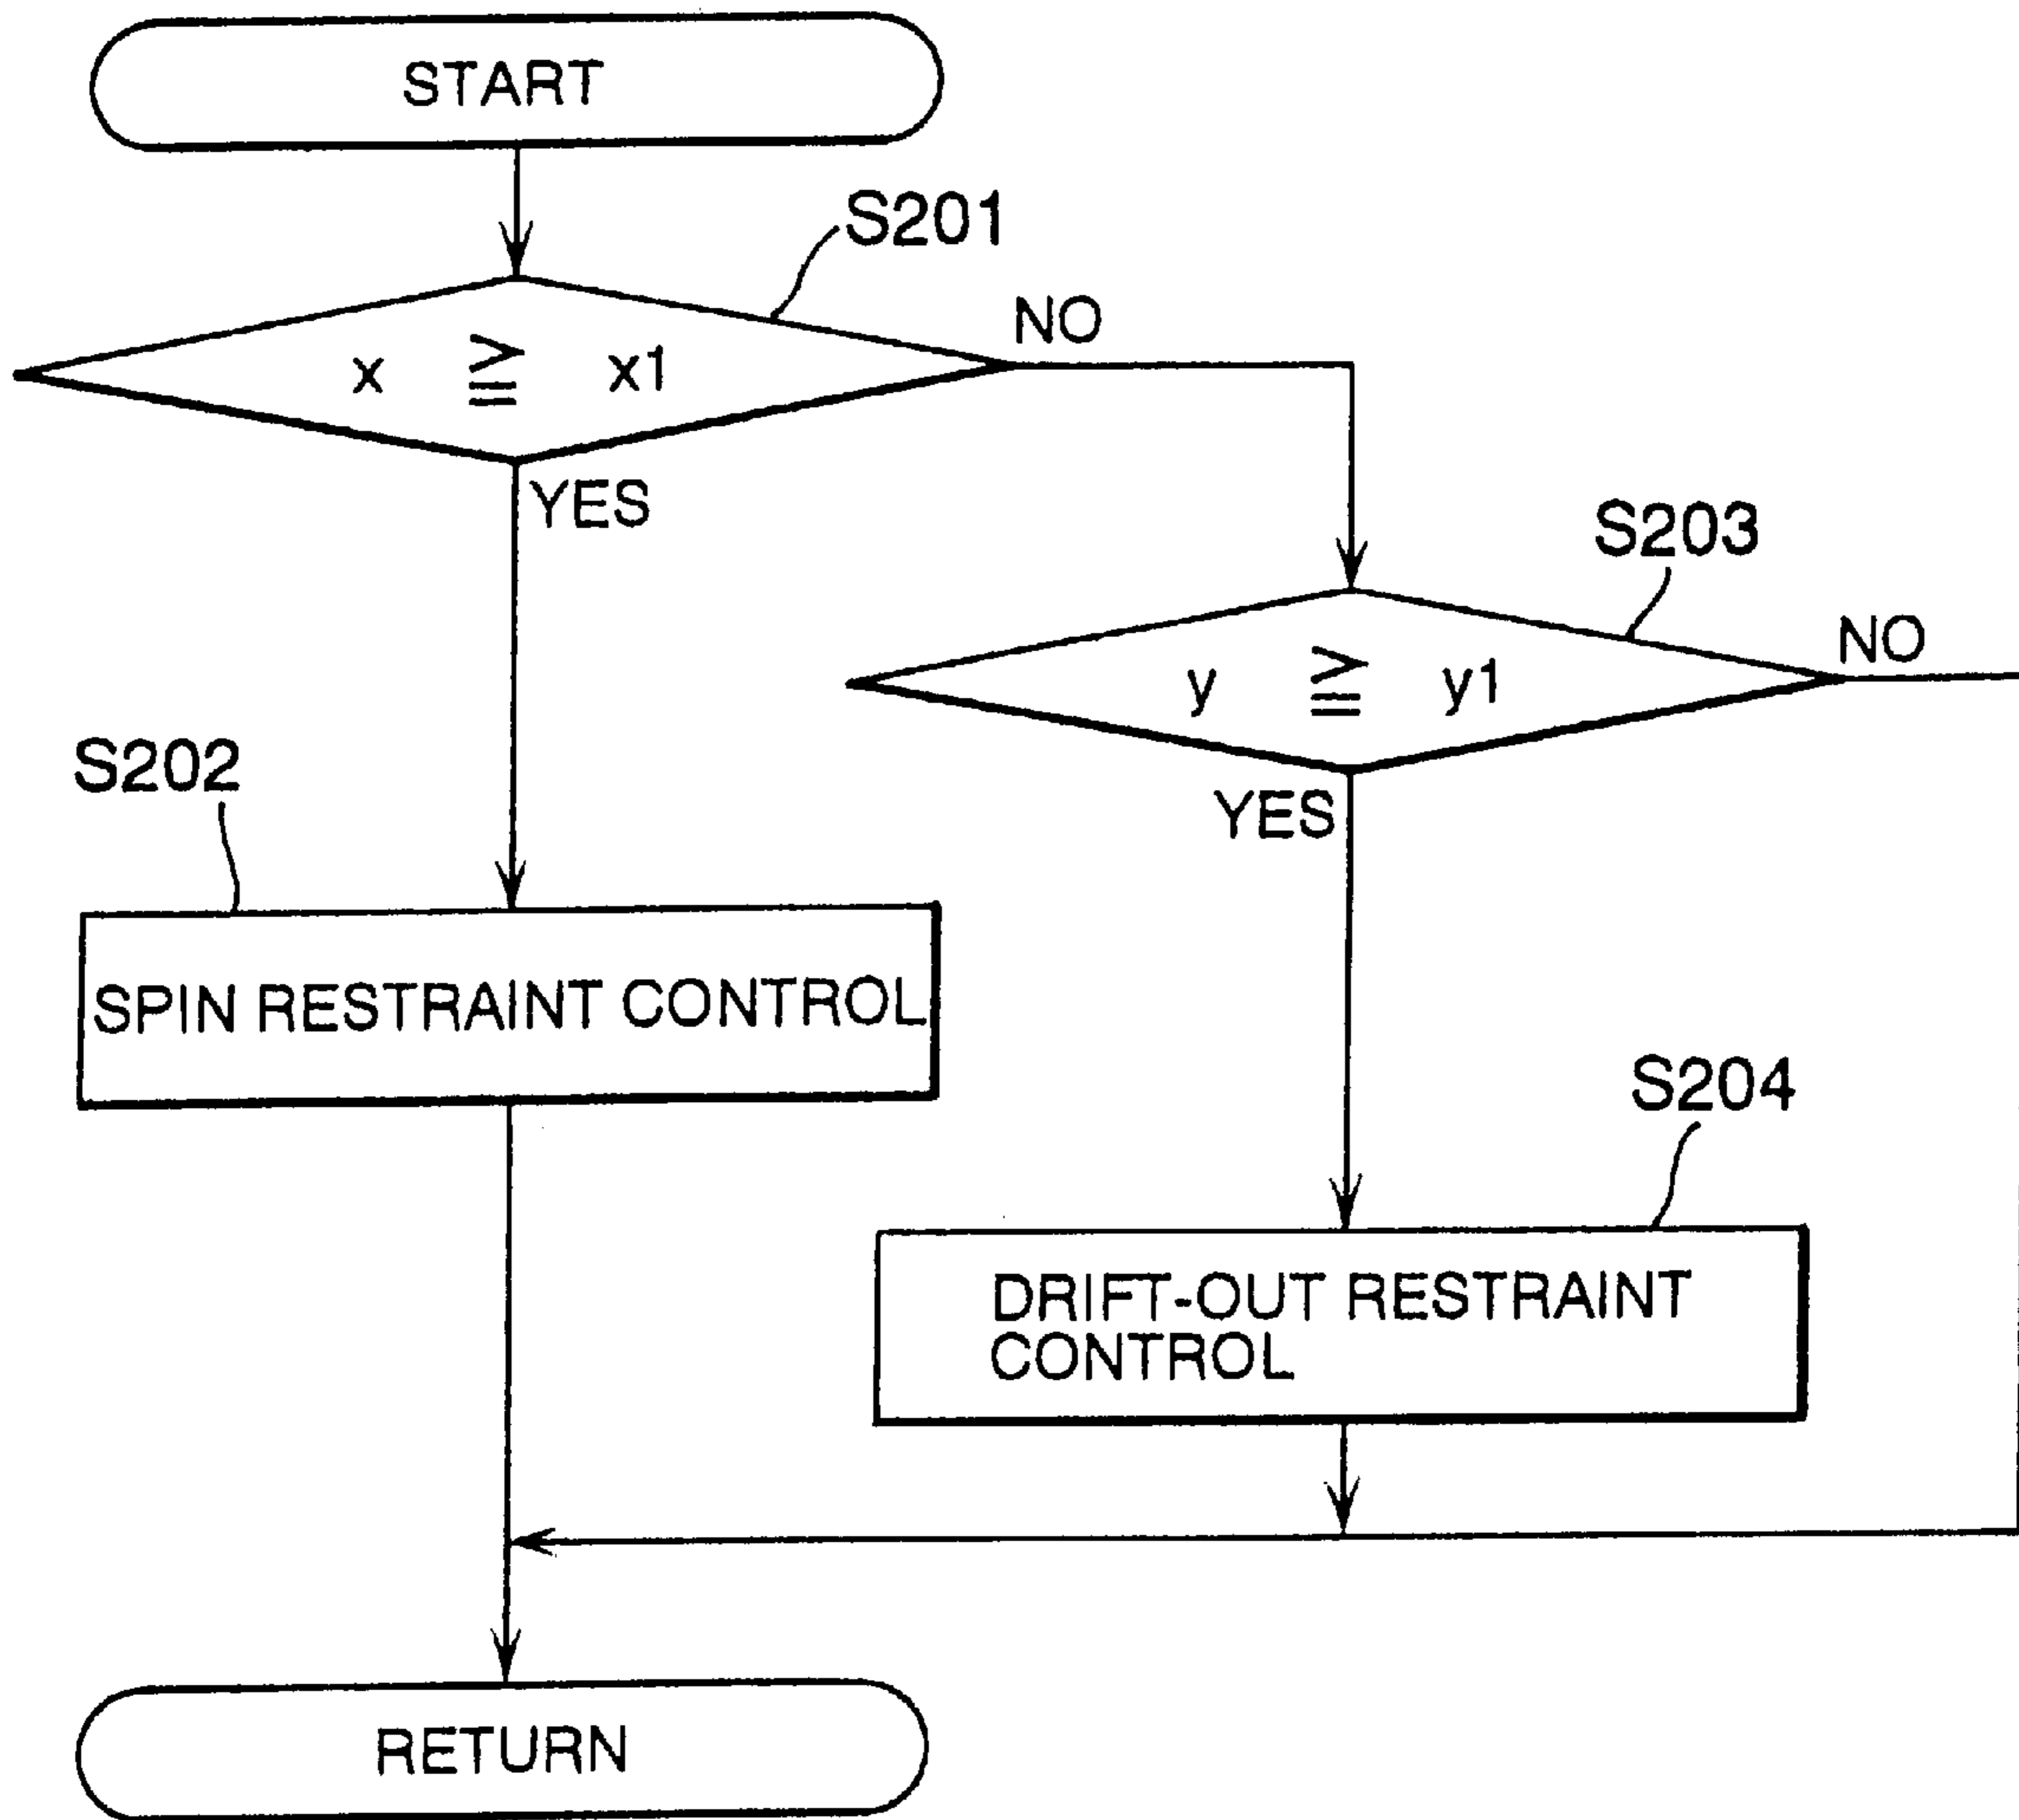 START
S201
NO
x ≧ x1
YES
S203
NO
y ≧ y1
S202
YES
SPIN RESTRAINT CONTROL
S204
DRIFT-OUT RESTRAINT
CONTROL
RETURN